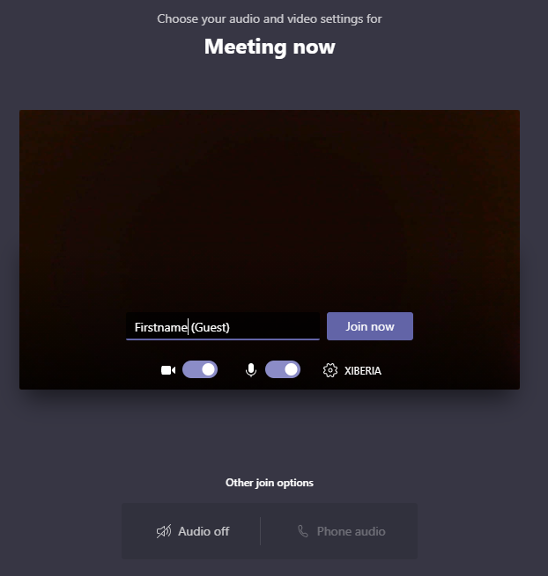 Choose your audio and video settings for
Meeting now
Firstname (Guest)
Join now
XIBERIA
Other join options
Audio off
Phone audio